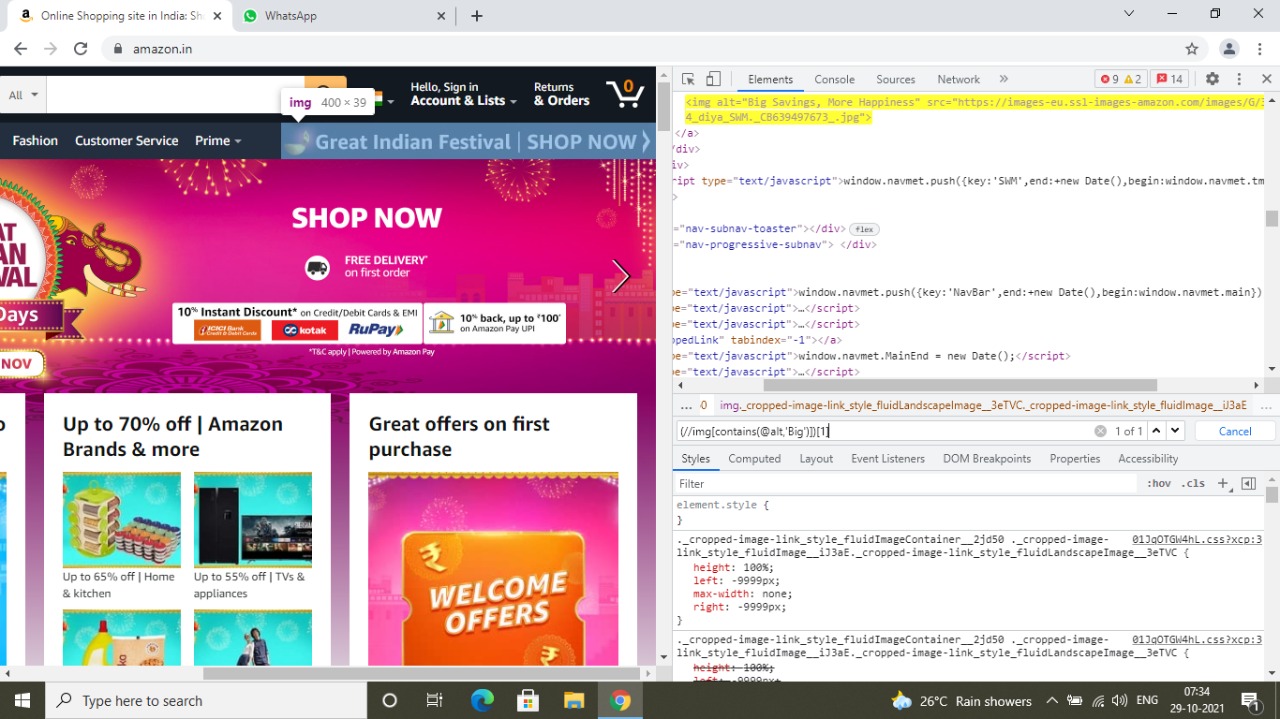 Online Shopping site in India: Sh
WhatsApp
amazon.in
All
img 400 × 39
Hello, Sign in
Account & Lists
Returns
& Orders
0
Fashion
Customer Service
Prime
Great Indian Festival | SHOP NOW
SHOP NOW
FREE DELIVERY*
on first order
Days
10% Instant Discount* on Credit/Debit Cards & EMI
ICICI Bank
Credit & Debit Cards
kotak
RuPay
10% back, up to ₹100*
on Amazon Pay UPI
*T&C apply | Powered by Amazon Pay
NOV
Up to 70% off | Amazon
Brands & more
Up to 65% off | Home
& kitchen
Up to 55% off | TVs &
appliances
Great offers on first
purchase
WELCOME
OFFERS
Elements
Console
Sources
Network
9
2
14
<img alt="Big Savings, More Happiness" src="https://images-eu.ssl-images-amazon.com/images/G/
4_diya_SWM._CB639497673_.jpg">
</a>
/div>
iv>
ript type="text/javascript">window.navmet.push({key:'SWM',end:+new Date(),begin:window.navmet.tm
>
="nav-subnav-toaster"></div>
flex
="nav-progressive-subnav"> </div>
pe="text/javascript">window.navmet.push({key:'NavBar',end:+new Date(),begin:window.navmet.main})
pe="text/javascript">…</script>
pe="text/javascript">…</script>
ppedLink" tabindex="-1"></a>
pe="text/javascript">window.navmet.MainEnd = new Date();</script>
pe="text/javascript">…</script>
… img._cropped-image-link_style_fluidLandscapeImage__3eTVC._cropped-image-link_style_fluidImage__iJ3aE …
(//img[contains(@alt,'Big')])[1]
1 of 1
Cancel
Styles
Computed
Layout
Event Listeners
DOM Breakpoints
Properties
Accessibility
Filter
:hov
.cls
element.style {
}
._cropped-image-link_style_fluidImageContainer__2jd50 ._cropped-image-
01JqOTGW4hL.css?xcp:3
link_style_fluidImage__iJ3aE._cropped-image-link_style_fluidLandscapeImage__3eTVC {
height: 100%;
left: -9999px;
max-width: none;
right: -9999px;
}
._cropped-image-link_style_fluidImageContainer__2jd50 ._cropped-image-
01JqOTGW4hL.css?xcp:3
link_style_fluidImage__iJ3aE._cropped-image-link_style_fluidLandscapeImage__3eTVC {
height: 100%;
left: -9999px;
Type here to search
26°C Rain showers
ENG
07:34
29-10-2021
1